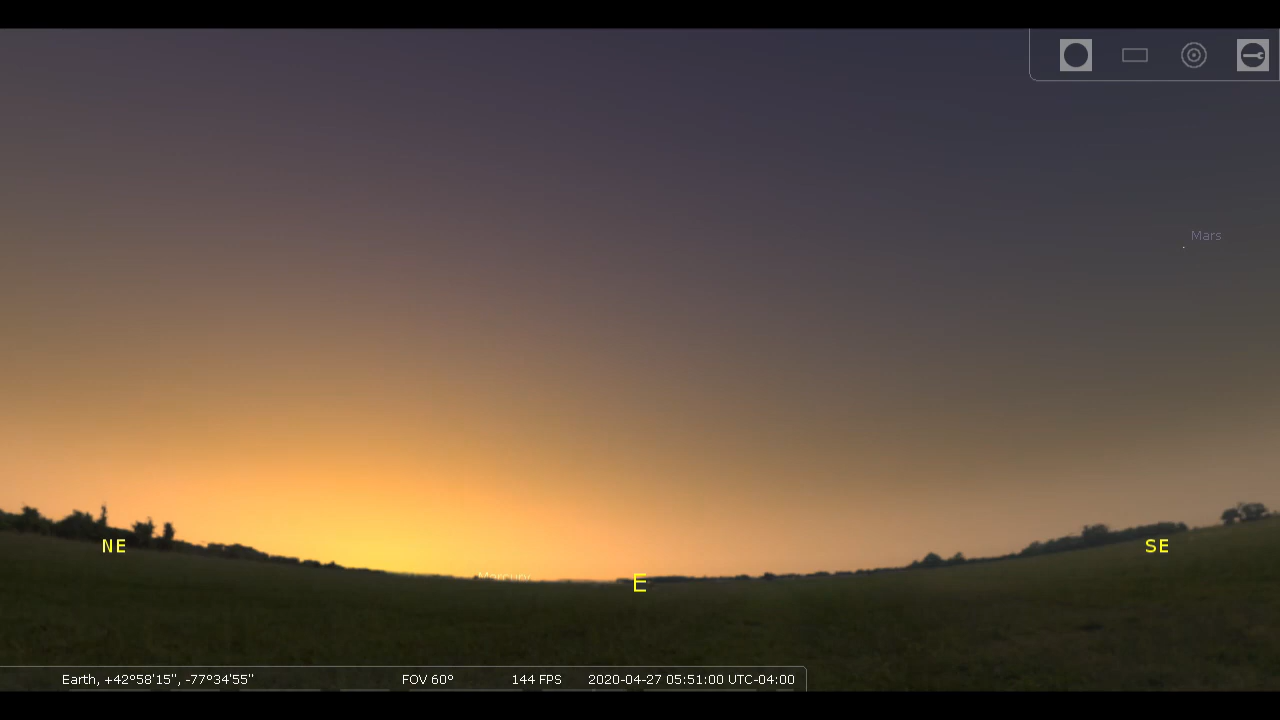 Mars
NE
SE
Mercury
E
Earth, +42°58'15", -77°34'55" FOV 60° 144 FPS 2020-04-27 05:51:00 UTC-04:00